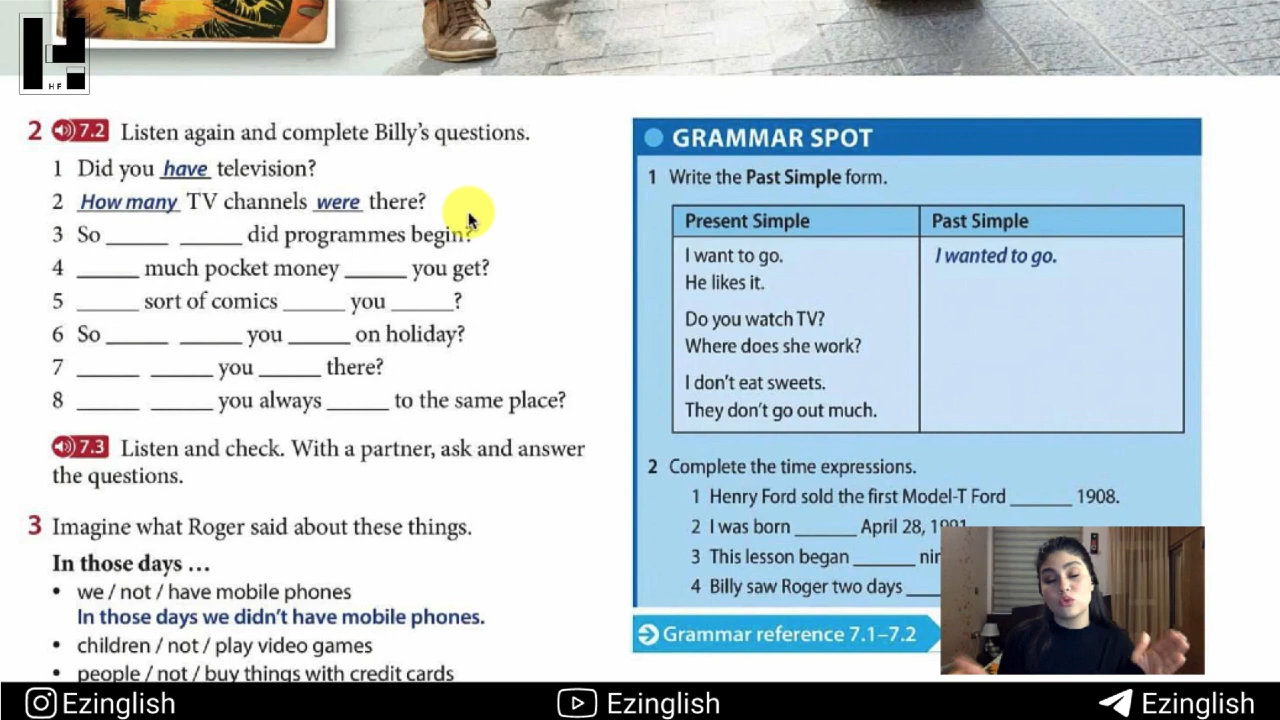 HF
2 7.2 Listen again and complete Billy's questions.
1 Did you have television?
2 How many TV channels were there?
3 So ______ ______ did programmes begin?
4 ______ much pocket money ______ you get?
5 ______ sort of comics ______ you ______?
6 So ______ ______ you ______ on holiday?
7 ______ ______ you ______ there?
8 ______ ______ you always ______ to the same place?
7.3 Listen and check. With a partner, ask and answer
the questions.
3 Imagine what Roger said about these things.
In those days …
• we / not / have mobile phones
In those days we didn't have mobile phones.
• children / not / play video games
• people / not / buy things with credit cards
GRAMMAR SPOT
1 Write the Past Simple form.
Present Simple Past Simple
I want to go. I wanted to go.
He likes it.
Do you watch TV?
Where does she work?
I don't eat sweets.
They don't go out much.
2 Complete the time expressions.
1 Henry Ford sold the first Model-T Ford ______ 1908.
2 I was born ______ April 28, 1991.
3 This lesson began ______
4 Billy saw Roger two days ______
Grammar reference 7.1–7.2
Ezinglish Ezinglish Ezinglish